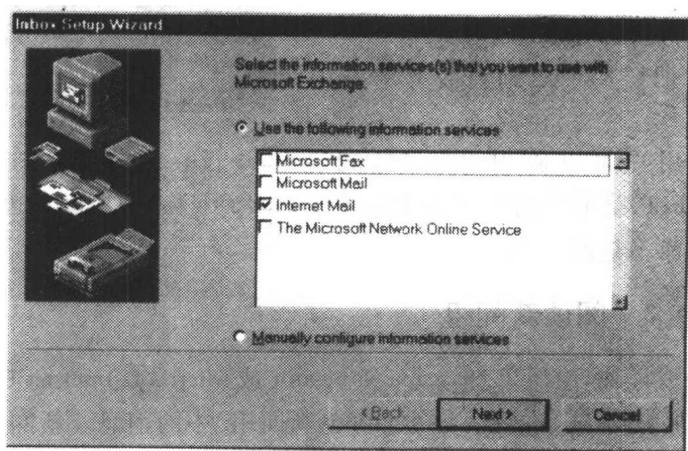 Inbox Setup Wizard
Select the information services(s) that you want to use with
Microsoft Exchange.
Use the following information services
Microsoft Fax
Microsoft Mail
Internet Mail
The Microsoft Network Online Service
Manually configure information services
< Back
Next >
Cancel